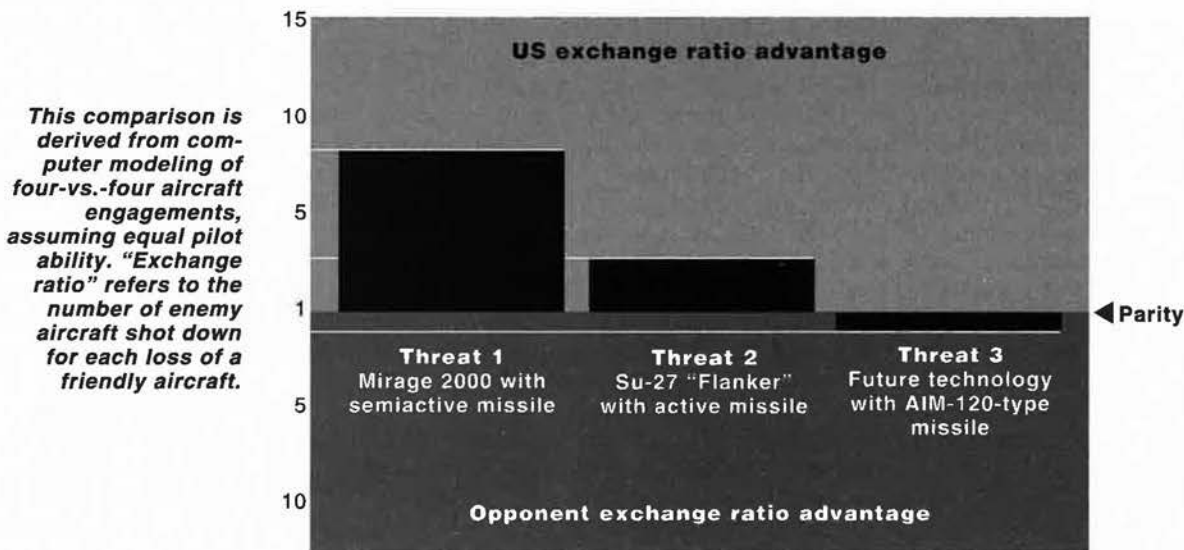 15
US exchange ratio advantage
This comparison is
derived from com-
puter modeling of
four-vs.-four aircraft
engagements,
assuming equal pilot
ability. “Exchange
ratio” refers to the
number of enemy
aircraft shot down
for each loss of a
friendly aircraft.
10
5
1
Parity
Threat 1
Mirage 2000 with
semiactive missile
Threat 2
Su-27 “Flanker”
with active missile
Threat 3
Future technology
with AIM-120-type
missile
5
10
Opponent exchange ratio advantage